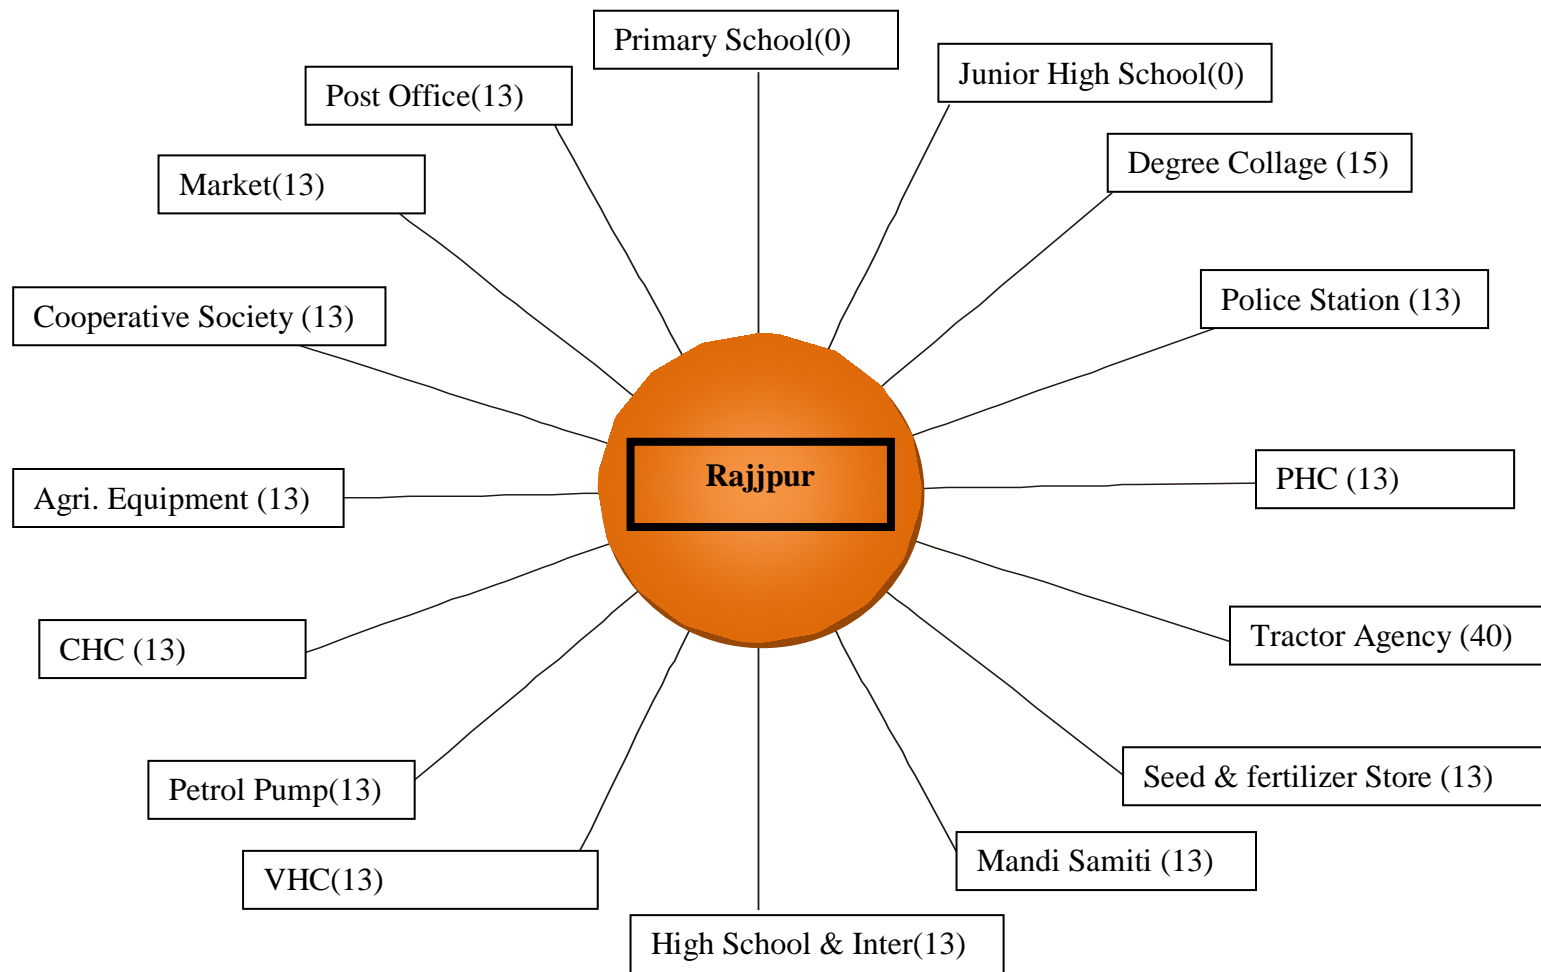 Primary School(0)
Junior High School(0)
Post Office(13)
Degree Collage (15)
Market(13)
Police Station (13)
Cooperative Society (13)
Rajjpur
PHC (13)
Agri. Equipment (13)
Tractor Agency (40)
CHC (13)
Seed & fertilizer Store (13)
Petrol Pump(13)
Mandi Samiti (13)
VHC(13)
High School & Inter(13)